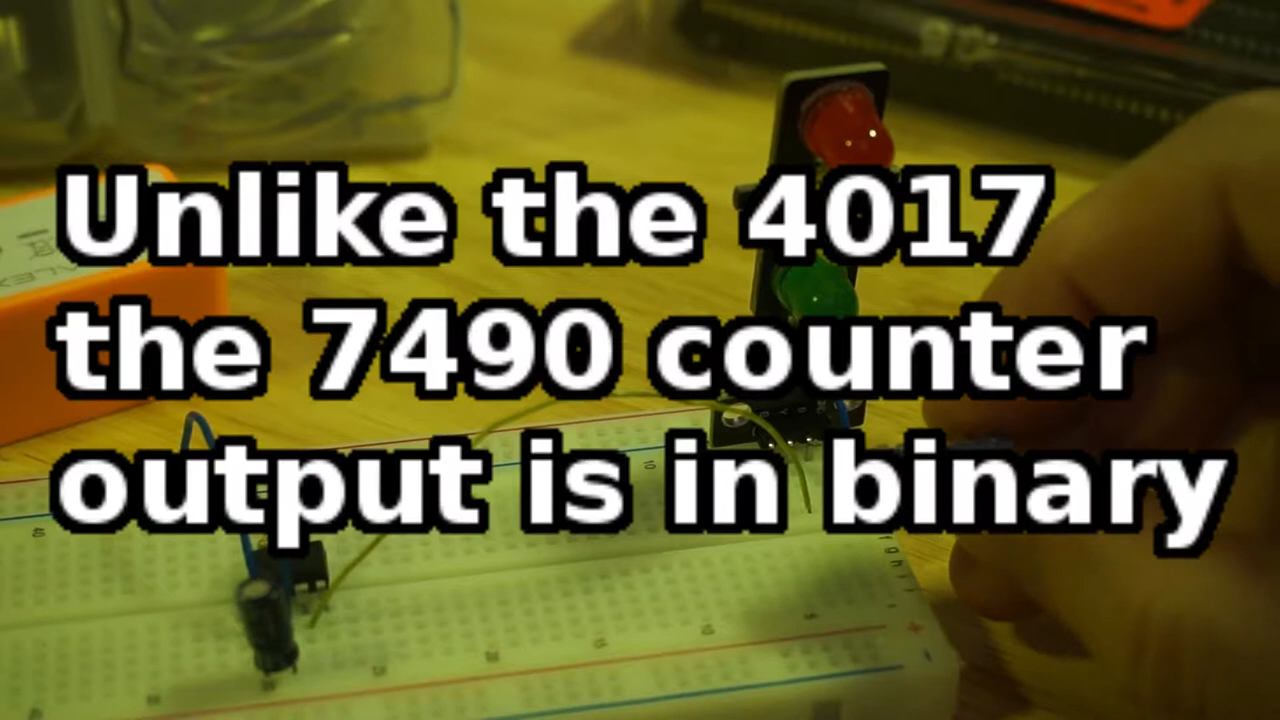 Unlike the 4017
the 7490 counter
output is in binary